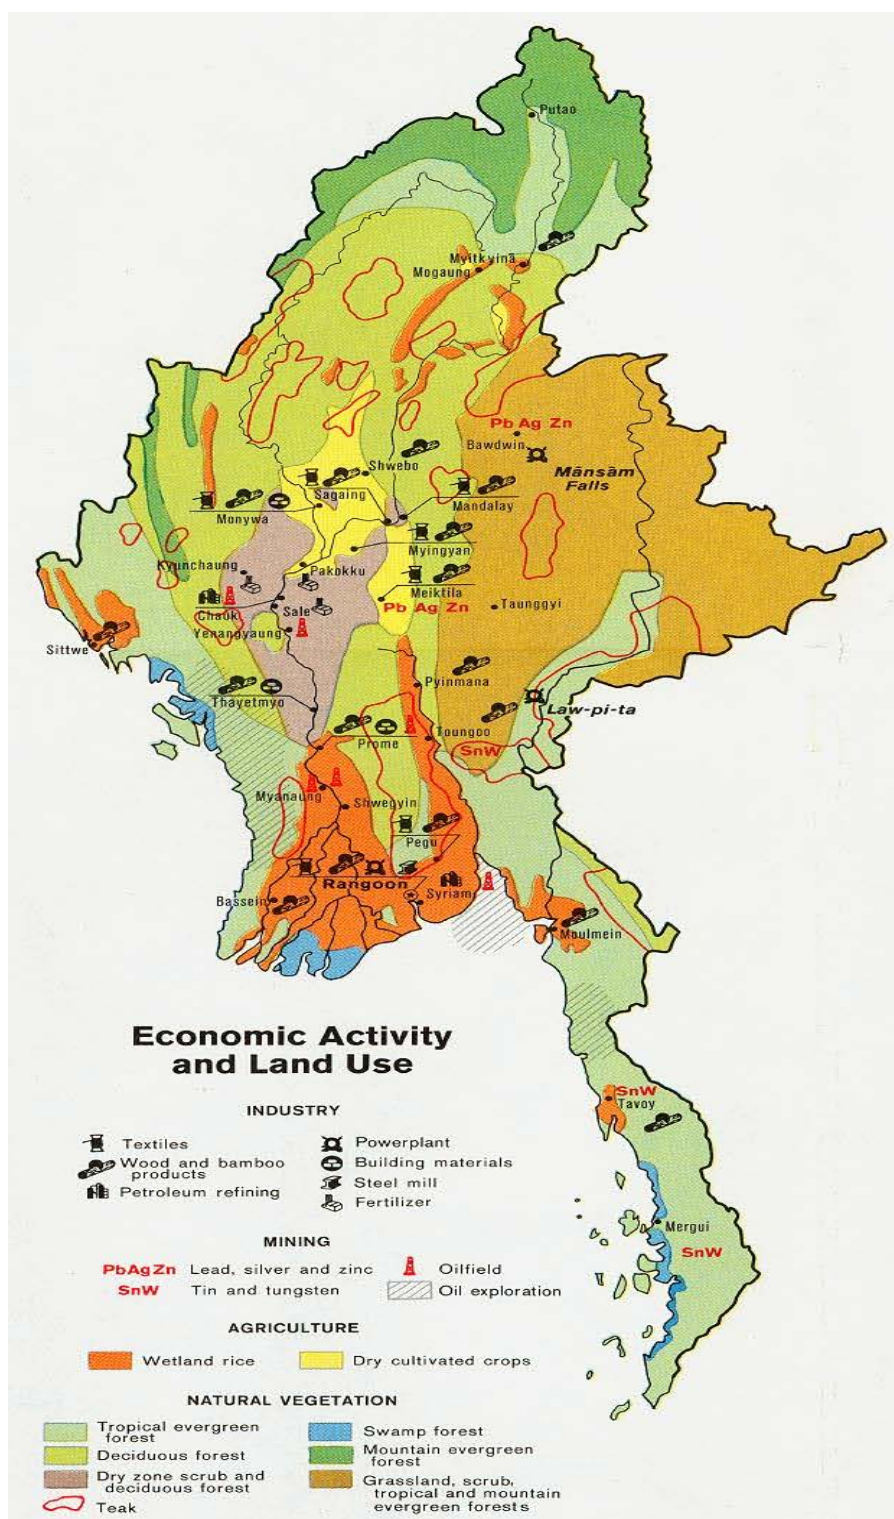 Putao
Myitkyinā
Mogaung
Pb Ag Zn
Bawdwin
Mānsām
Falls
Shwebo
Sagaing
Mandalay
Monywa
Myingyan
Kyunchaung
Pakokku
Meiktila
Chauk
Sale
Pb Ag Zn
Taunggyi
Yenangyaung
Sittwe
Pyinmana
Thayetmyo
Law-pi-ta
Prome
Toungoo
SnW
Myanaung
Shwegyin
Pegu
Rangoon
Bassein
Syriam
Moulmein
SnW
Tavoy
Mergui
SnW
Economic Activity
and Land Use
INDUSTRY
Textiles
Powerplant
Wood and bamboo
products
Building materials
Steel mill
Petroleum refining
Fertilizer
MINING
PbAgZn Lead, silver and zinc
Oilfield
SnW Tin and tungsten
Oil exploration
AGRICULTURE
Wetland rice
Dry cultivated crops
NATURAL VEGETATION
Tropical evergreen
forest
Swamp forest
Deciduous forest
Mountain evergreen
forest
Dry zone scrub and
deciduous forest
Grassland, scrub,
tropical and mountain
evergreen forests
Teak